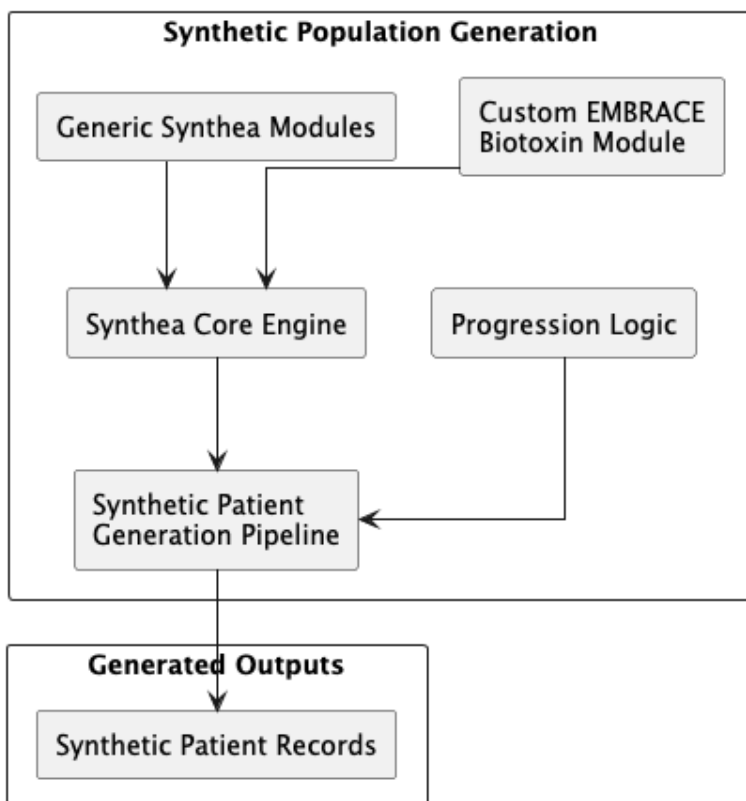 Synthetic Population Generation
Generic Synthea Modules
Custom EMBRACE
Biotoxin Module
Synthea Core Engine
Progression Logic
Synthetic Patient
Generation Pipeline
Generated Outputs
Synthetic Patient Records